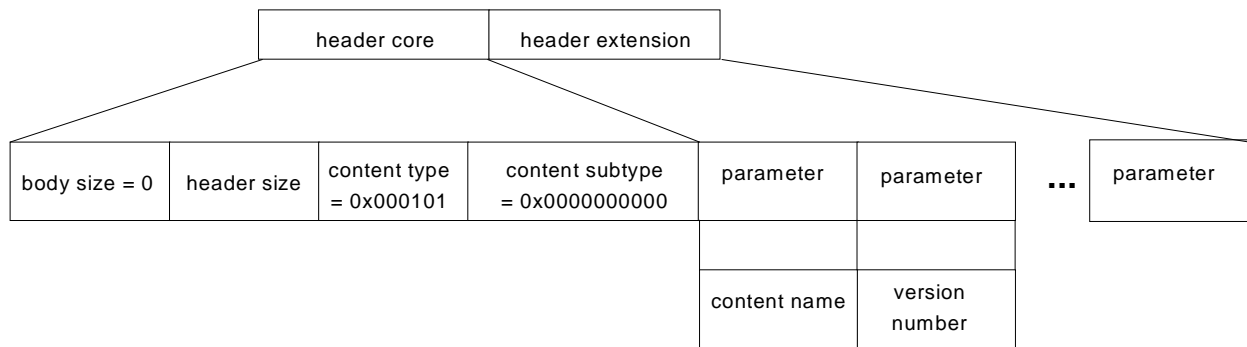 header core
header extension
body size = 0
header size
content type
= 0x000101
content subtype
= 0x0000000000
parameter
parameter
...
parameter
content name
version
number